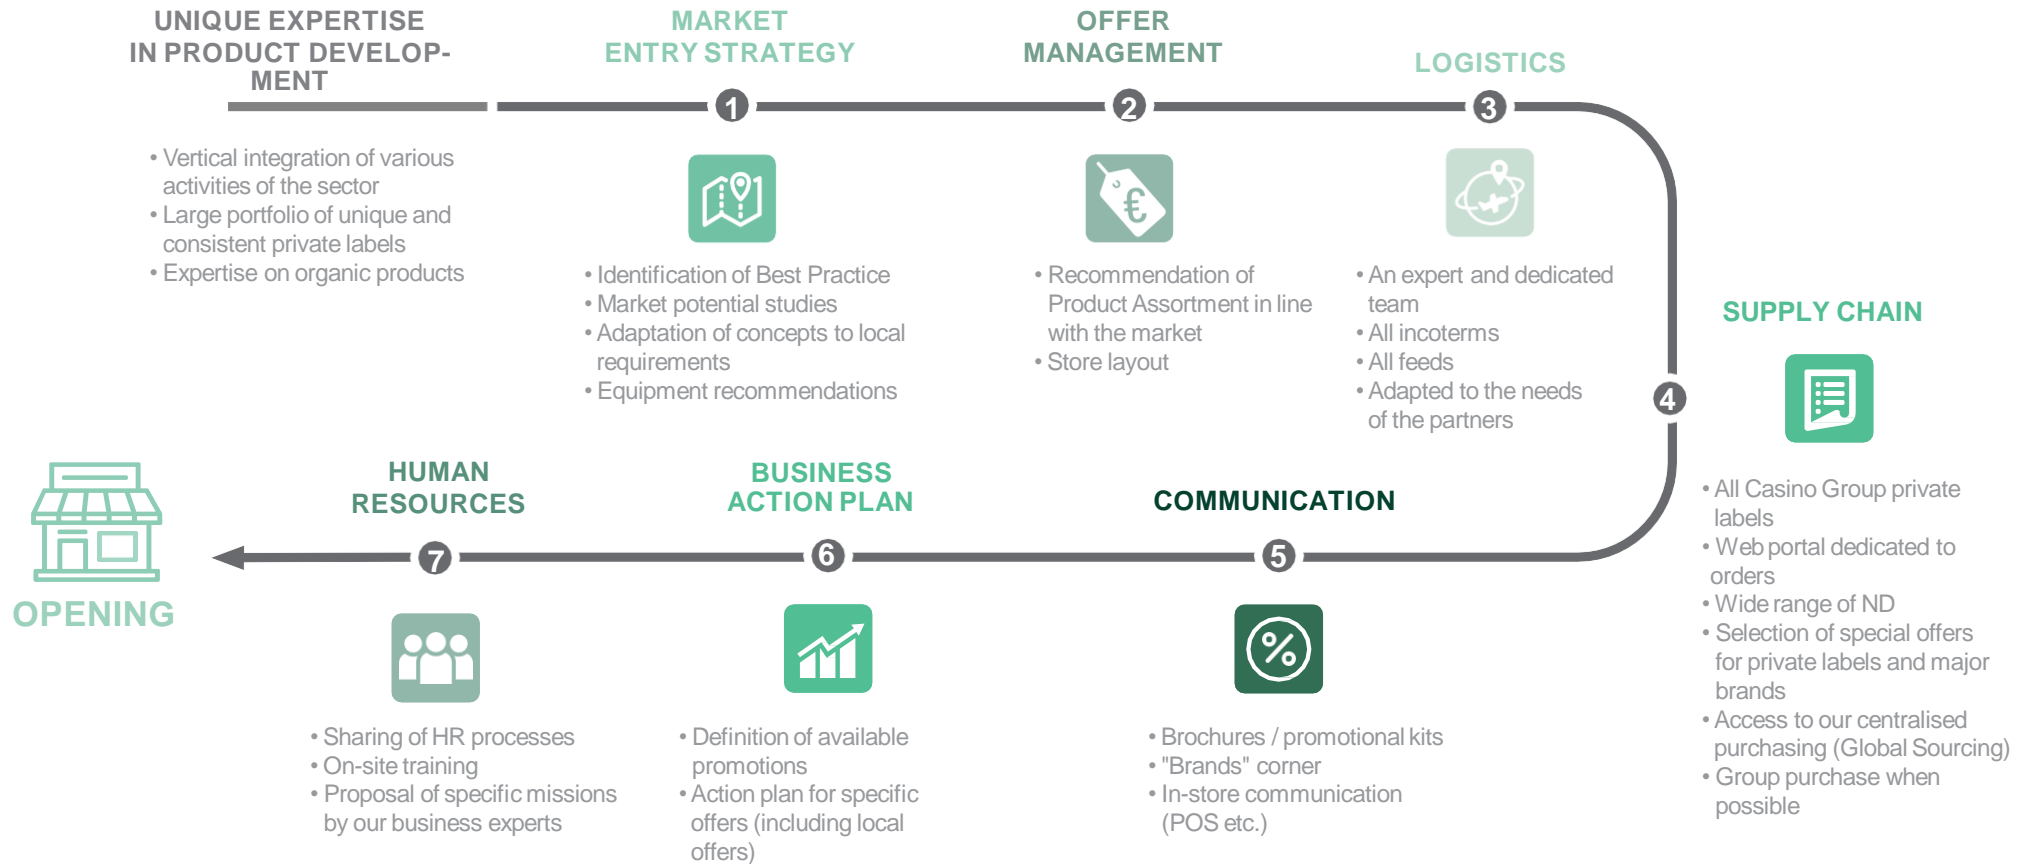 UNIQUE EXPERTISE
IN PRODUCT DEVELOP-
MENT
• Vertical integration of various
activities of the sector
• Large portfolio of unique and
consistent private labels
• Expertise on organic products
MARKET
ENTRY STRATEGY
1
• Identification of Best Practice
• Market potential studies
• Adaptation of concepts to local
requirements
• Equipment recommendations
OFFER
MANAGEMENT
2
€
• Recommendation of
Product Assortment in line
with the market
• Store layout
LOGISTICS
3
• An expert and dedicated
team
• All incoterms
• All feeds
• Adapted to the needs
of the partners
SUPPLY CHAIN
4
• All Casino Group private
labels
• Web portal dedicated to
orders
• Wide range of ND
• Selection of special offers
for private labels and major
brands
• Access to our centralised
purchasing (Global Sourcing)
• Group purchase when
possible
COMMUNICATION
5
%
• Brochures / promotional kits
• "Brands" corner
• In-store communication
(POS etc.)
BUSINESS
ACTION PLAN
6
• Definition of available
promotions
• Action plan for specific
offers (including local
offers)
HUMAN
RESOURCES
7
• Sharing of HR processes
• On-site training
• Proposal of specific missions
by our business experts
OPENING